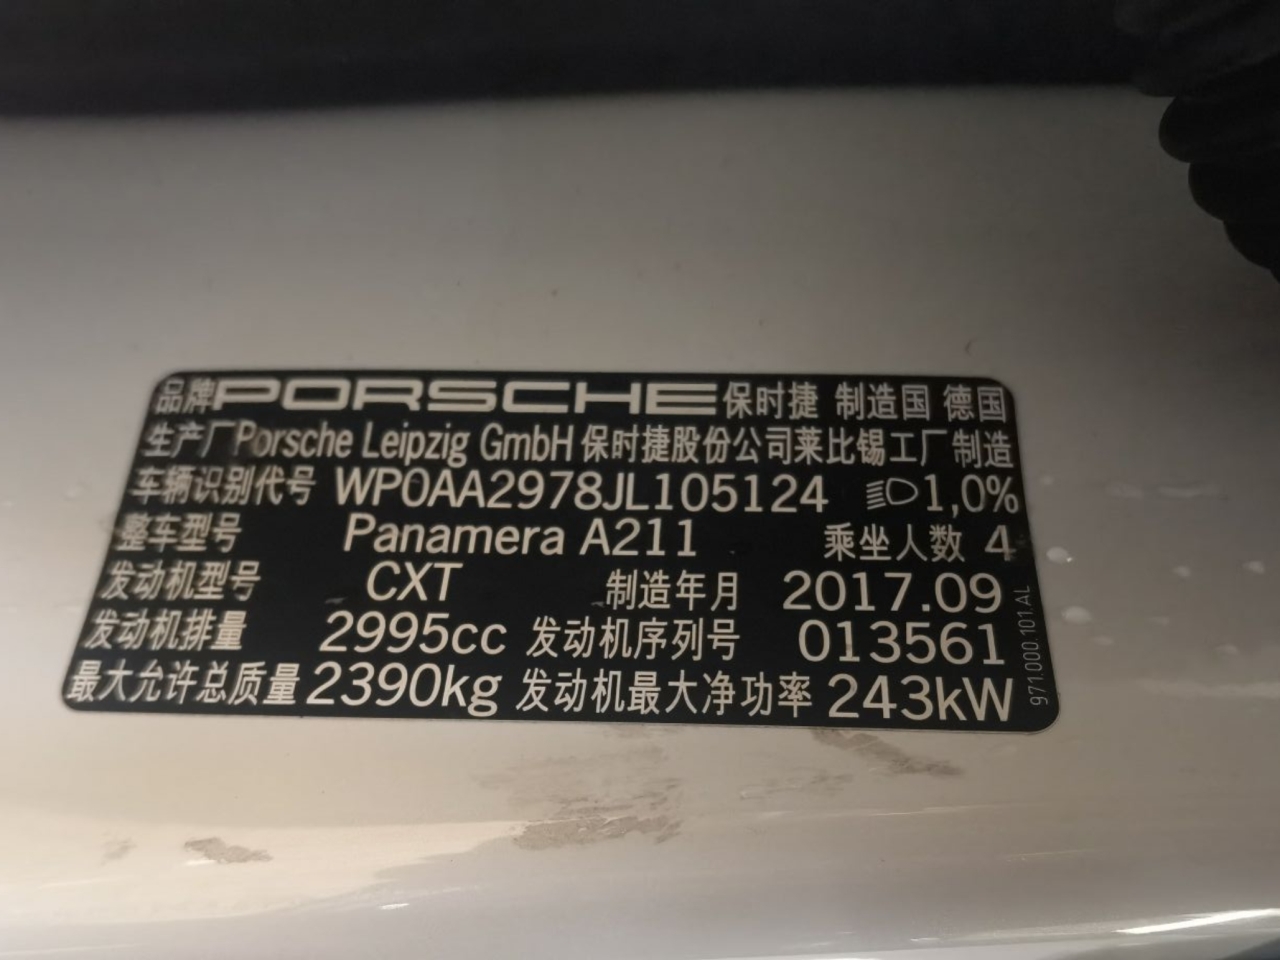 品牌PORSCHE保时捷 制造国 德国
生产厂Porsche Leipzig GmbH保时捷股份公司莱比锡工厂制造
车辆识别代号 WP0AA2978JL105124 1,0%
整车型号 Panamera A211 乘坐人数 4
发动机型号 CXT 制造年月 2017.09
发动机排量 2995cc 发动机序列号 013561
最大允许总质量 2390kg 发动机最大净功率 243kW
971.000.101.AL